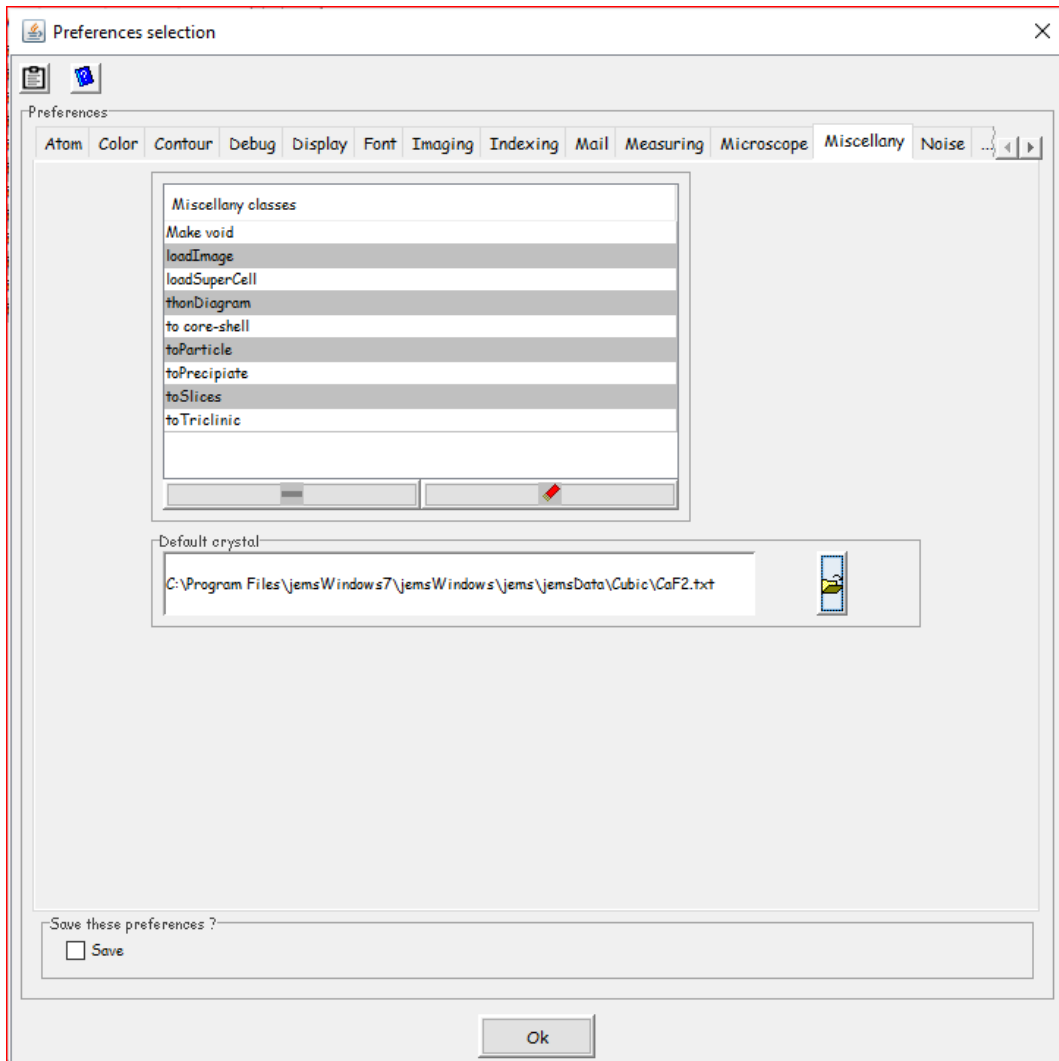 Preferences selection
Preferences
Atom Color Contour Debug Display Font Imaging Indexing Mail Measuring Microscope Miscellany Noise ...
Miscellany classes
Make void
loadImage
loadSuperCell
thonDiagram
to core-shell
toParticle
toPrecipiate
toSlices
toTriclinic
Default crystal
C:\Program Files\jemsWindows7\jemsWindows\jems\jemsData\Cubic\CaF2.txt
Save these preferences ?
Save
Ok